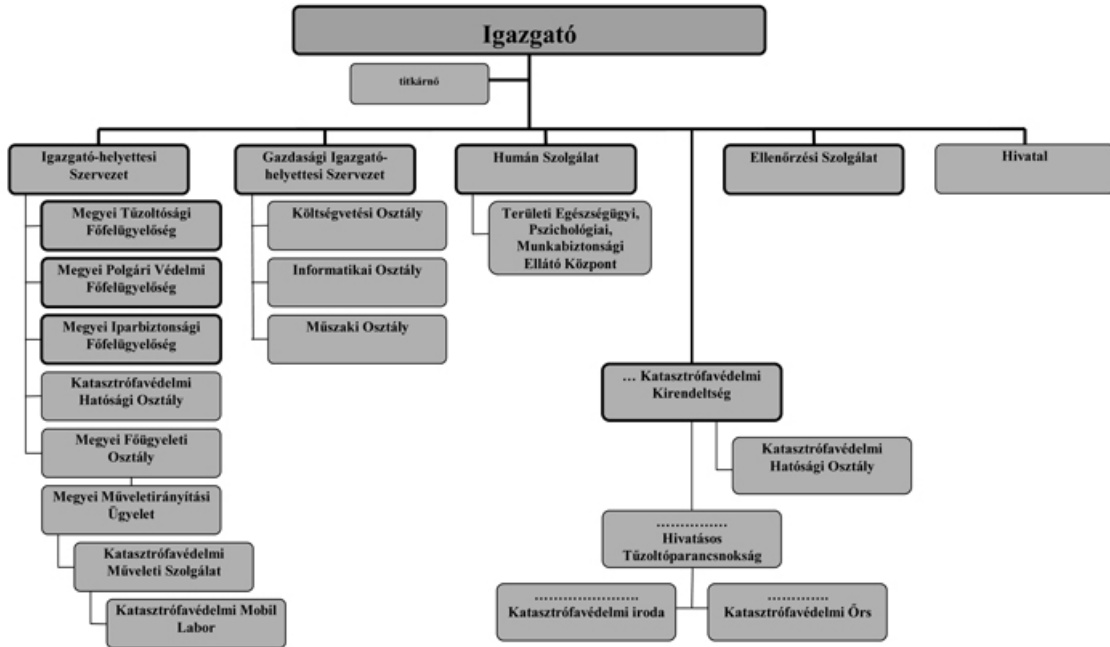 Igazgató
titkárnő
Igazgató-helyettesi
Szervezet
Gazdasági Igazgató-
helyettesi Szervezet
Humán Szolgálat
Ellenőrzési Szolgálat
Hivatal
Megyei Tűzoltósági
Főfelügyelőség
Megyei Polgári Védelmi
Főfelügyelőség
Megyei Iparbiztonsági
Főfelügyelőség
Katasztrófavédelmi
Hatósági Osztály
Megyei Főügyeleti
Osztály
Megyei Műveletirányítási
Ügyelet
Katasztrófavédelmi
Műveleti Szolgálat
Katasztrófavédelmi Mobil
Labor
Költségvetési Osztály
Informatikai Osztály
Műszaki Osztály
Területi Egészségügyi,
Pszichológiai,
Munkabiztonsági
Ellátó Központ
... Katasztrófavédelmi
Kirendeltség
Katasztrófavédelmi
Hatósági Osztály
...............
Hivatásos
Tűzoltóparancsnokság
......................
Katasztrófavédelmi iroda
.............
Katasztrófavédelmi Őrs